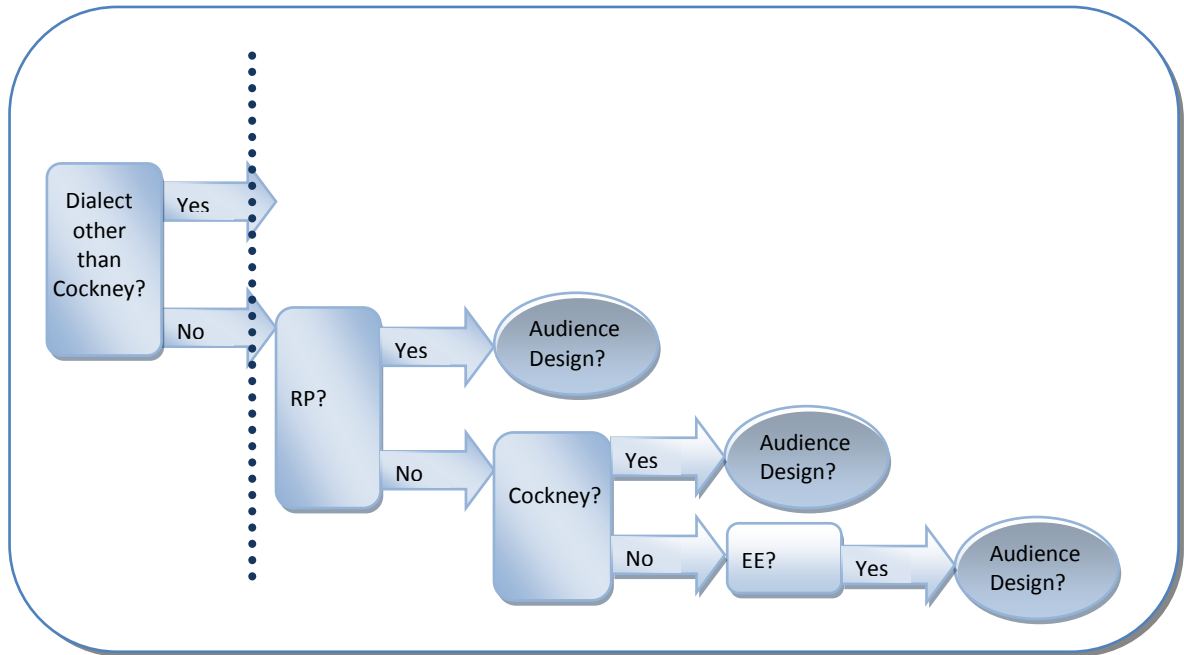 Dialect
other
than
Cockney?
Yes
No
RP?
Yes
Audience
Design?
No
Cockney?
Yes
Audience
Design?
No
EE?
Yes
Audience
Design?